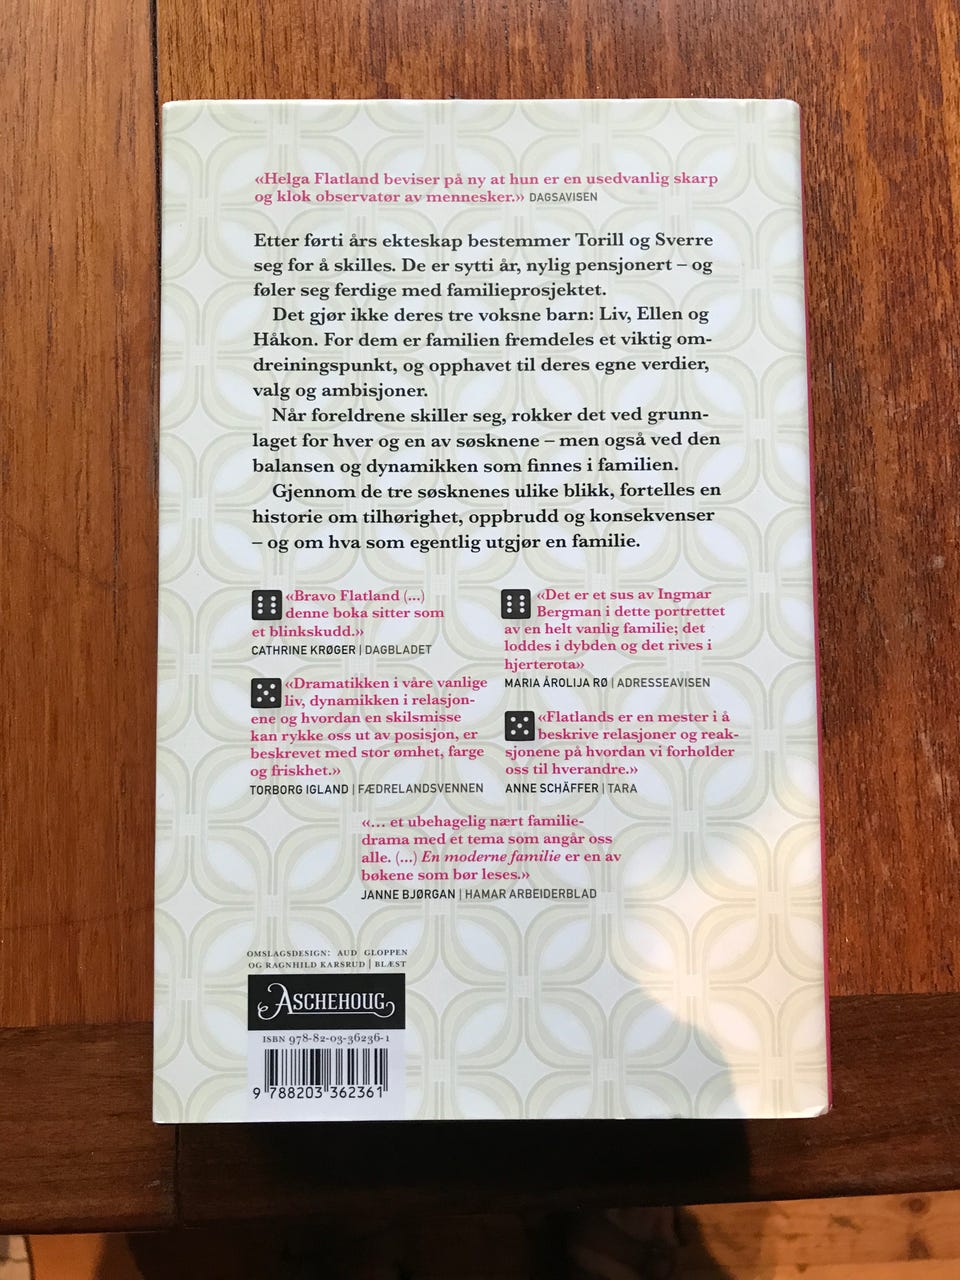 «Helga Flatland beviser på ny at hun er en usedvanlig skarp
og klok observatør av mennesker.» DAGSAVISEN
Etter førti års ekteskap bestemmer Torill og Sverre
seg for å skilles. De er sytti år, nylig pensjonert – og
føler seg ferdige med familieprosjektet.
Det gjør ikke deres tre voksne barn: Liv, Ellen og
Håkon. For dem er familien fremdeles et viktig om-
dreiningspunkt, og opphavet til deres egne verdier,
valg og ambisjoner.
Når foreldrene skiller seg, rokker det ved grunn-
laget for hver og en av søsknene – men også ved den
balansen og dynamikken som finnes i familien.
Gjennom de tre søsknenes ulike blikk, fortelles en
historie om tilhørighet, oppbrudd og konsekvenser
– og om hva som egentlig utgjør en familie.
«Bravo Flatland (...)
denne boka sitter som
et blinkskudd.»
CATHRINE KRØGER | DAGBLADET
«Dramatikken i våre vanlige
liv, dynamikken i relasjon-
ene og hvordan en skilsmisse
kan rykke oss ut av posisjon, er
beskrevet med stor ømhet, farge
og friskhet.»
TORBORG IGLAND | FÆDRELANDSVENNEN
«Det er et sus av Ingmar
Bergman i dette portrettet
av en helt vanlig familie; det
loddes i dybden og det rives i
hjerterota»
MARIA ÅROLIJA RØ | ADRESSEAVISEN
«Flatlands er en mester i å
beskrive relasjoner og reak-
sjonene på hvordan vi forholder
oss til hverandre.»
ANNE SCHÄFFER | TARA
«... et ubehagelig nært familie-
drama med et tema som angår oss
alle. (...) En moderne familie er en av
bøkene som bør leses.»
JANNE BJØRGAN | HAMAR ARBEIDERBLAD
OMSLAGSDESIGN: AUD GLOPPEN
OG RAGNHILD KARSRUD | BLÆST
ASCHEHOUG
ISBN 978-82-03-36236-1
9 788203 362361